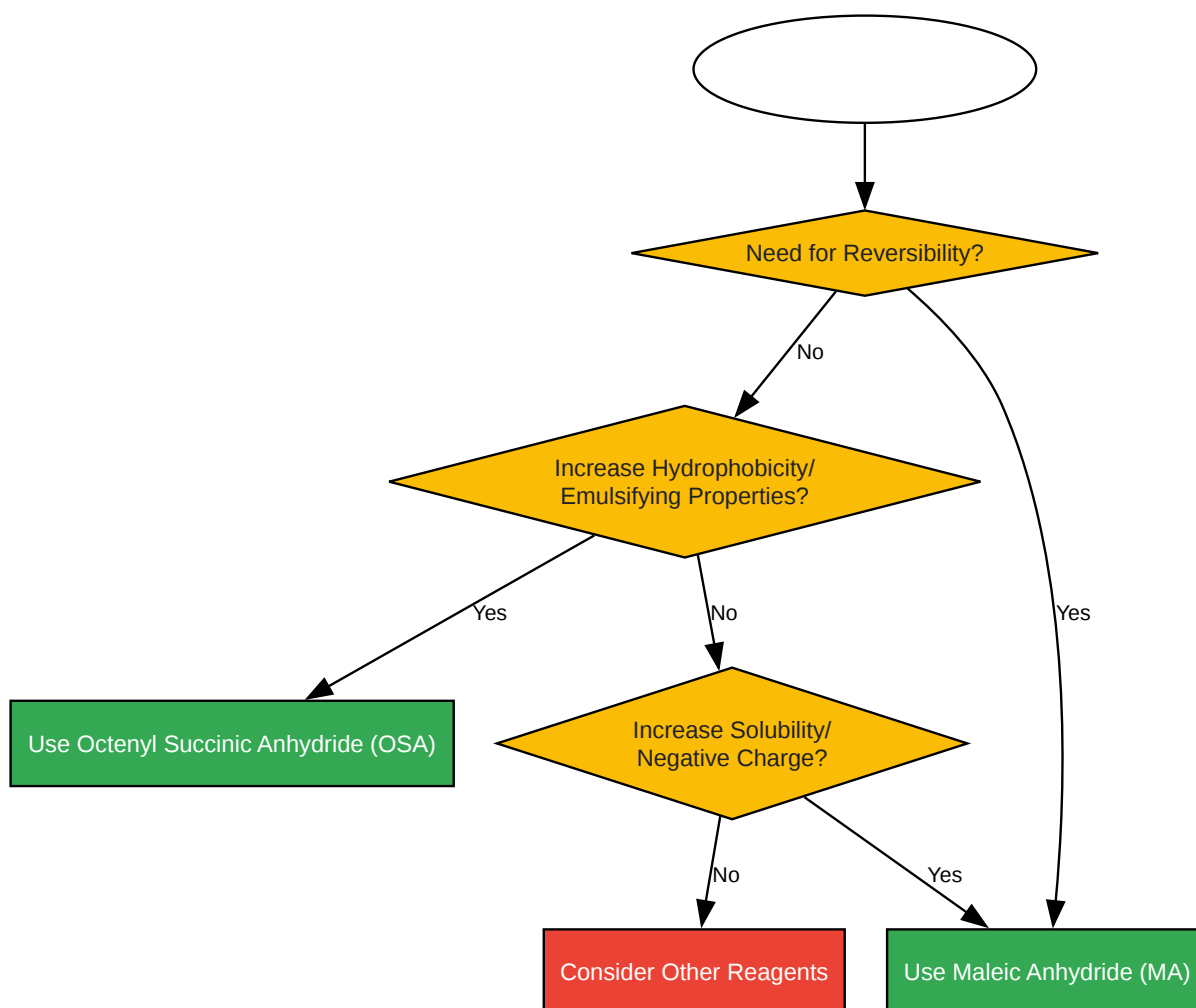 Need for Reversibility?
No
Increase Hydrophobicity/
Emulsifying Properties?
Yes
No
Yes
Use Octenyl Succinic Anhydride (OSA)
Increase Solubility/
Negative Charge?
No
Yes
Consider Other Reagents
Use Maleic Anhydride (MA)